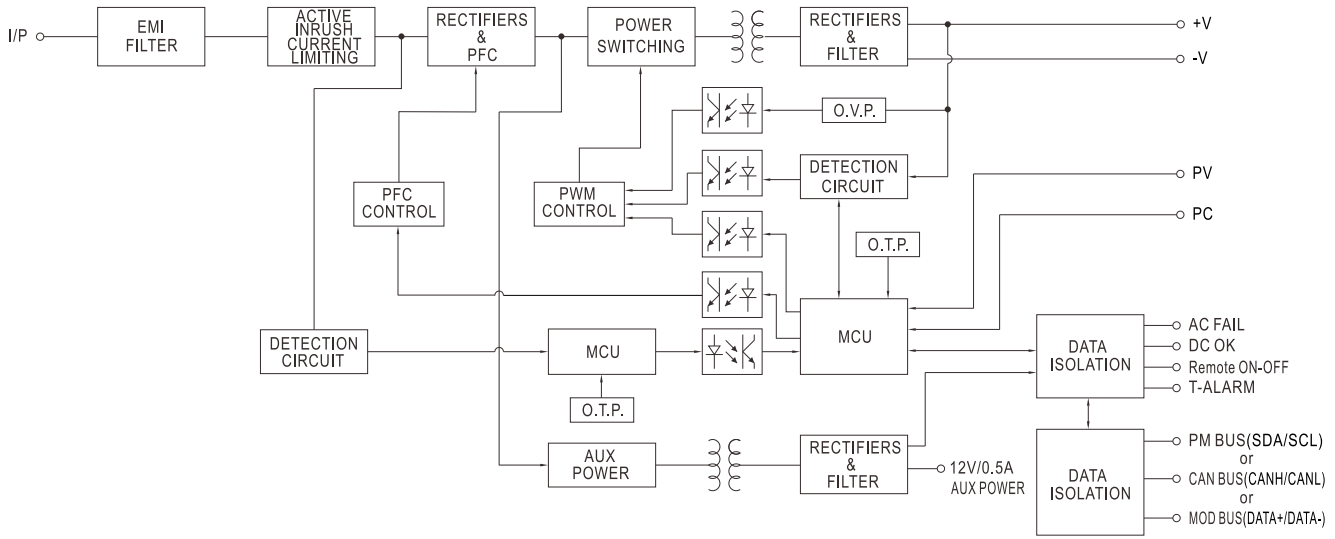 I/P
EMI
FILTER
ACTIVE
INRUSH
CURRENT
LIMITING
RECTIFIERS
&
PFC
POWER
SWITCHING
RECTIFIERS
&
FILTER
+V
-V
O.V.P.
DETECTION
CIRCUIT
PFC
CONTROL
PWM
CONTROL
PV
PC
O.T.P.
DETECTION
CIRCUIT
MCU
MCU
DATA
ISOLATION
AC FAIL
DC OK
Remote ON-OFF
T-ALARM
O.T.P.
AUX
POWER
RECTIFIERS
&
FILTER
12V/0.5A
AUX POWER
DATA
ISOLATION
PM BUS(SDA/SCL)
or
CAN BUS(CANH/CANL)
or
MOD BUS(DATA+/DATA-)